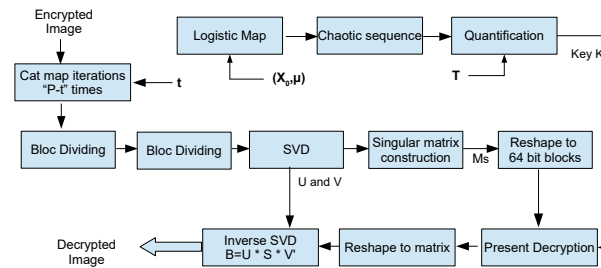 Encrypted
Image
Logistic Map
Chaotic sequence
Quantification
Key K
(X₀,μ)
T
Cat map iterations
“P-t” times
t
Bloc Dividing
Bloc Dividing
SVD
Singular matrix
construction
Ms
Reshape to
64 bit blocks
U and V
Decrypted
Image
Inverse SVD
B=U * S * V'
Reshape to matrix
Present Decryption